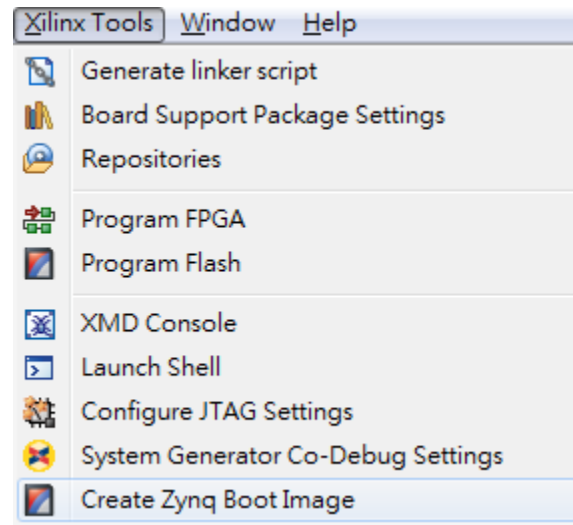 Xilinx Tools Window Help
Generate linker script
Board Support Package Settings
Repositories
Program FPGA
Program Flash
XMD Console
Launch Shell
Configure JTAG Settings
System Generator Co-Debug Settings
Create Zynq Boot Image